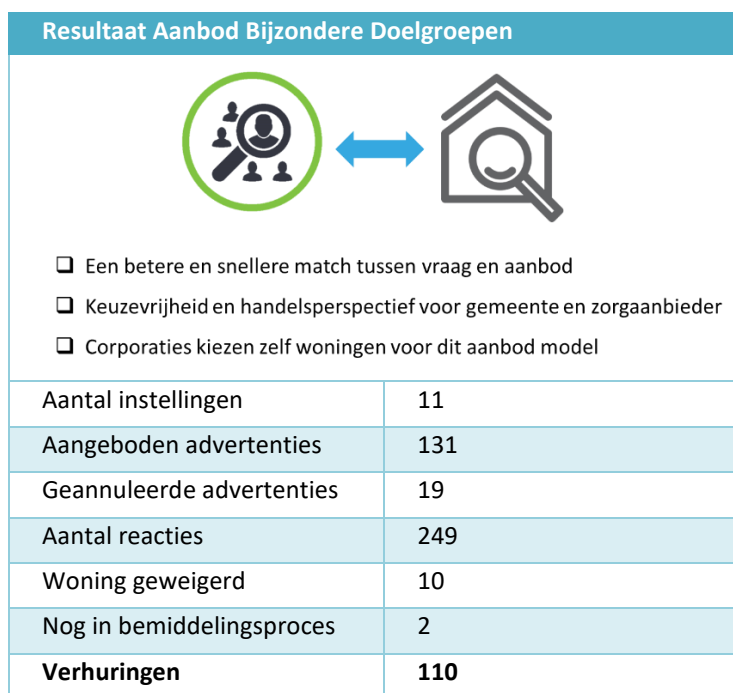 Resultaat Aanbod Bijzondere Doelgroepen
Een betere en snellere match tussen vraag en aanbod
Keuzevrijheid en handelsperspectief voor gemeente en zorgaanbieder
Corporaties kiezen zelf woningen voor dit aanbod model
Aantal instellingen 11
Aangeboden advertenties 131
Geannuleerde advertenties 19
Aantal reacties 249
Woning geweigerd 10
Nog in bemiddelingsproces 2
Verhuringen 110